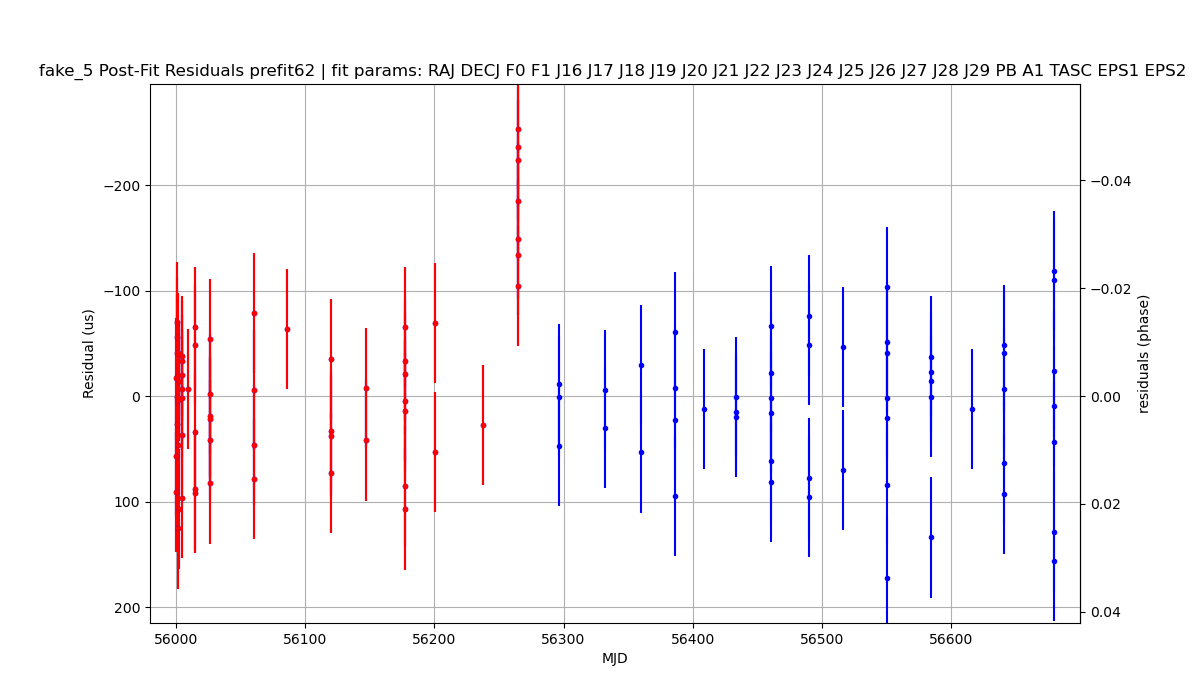 fake_5 Post-Fit Residuals prefit62 | fit params: RAJ DECJ F0 F1 J16 J17 J18 J19 J20 J21 J22 J23 J24 J25 J26 J27 J28 J29 PB A1 TASC EPS1 EPS2
−200
−100
0
100
200
Residual (us)
−0.04
−0.02
0.00
0.02
0.04
residuals (phase)
56000 56100 56200 56300 56400 56500 56600
MJD